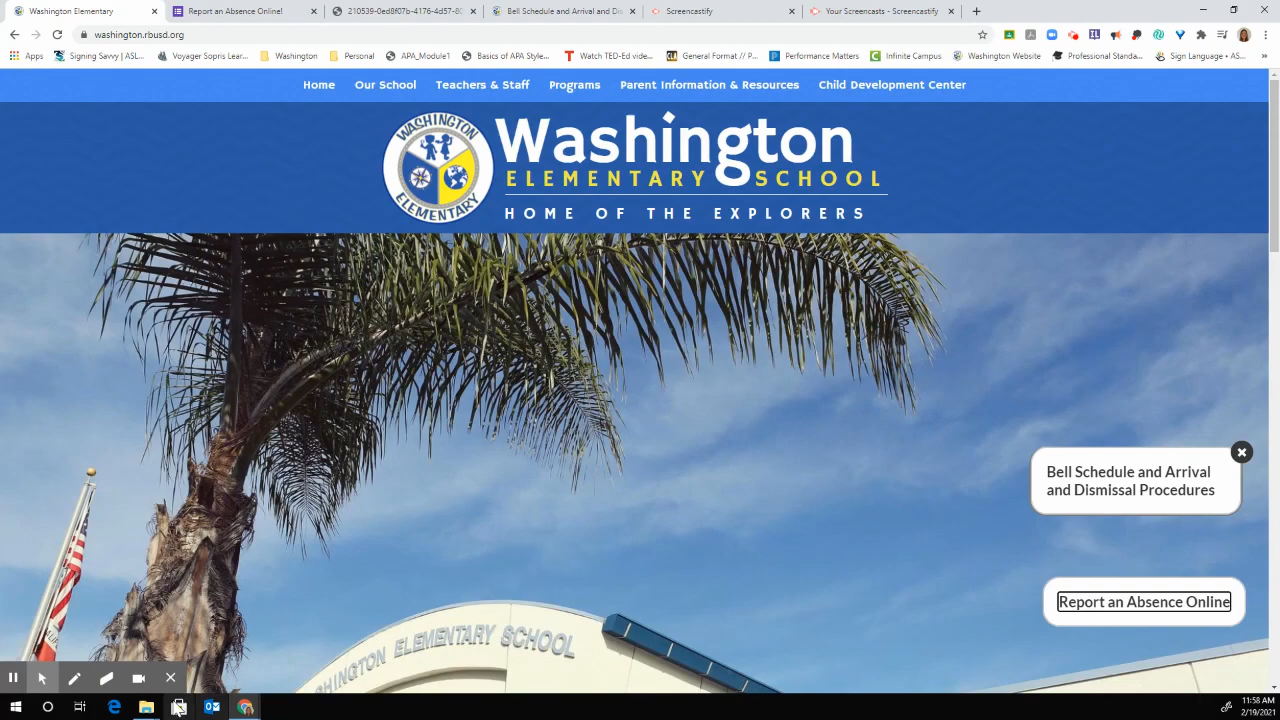 Washington Elementary
Report an Absence Online!
210539-0ed8f07b-4176-4d57-80
Bell Schedule and Arrival and Dis
Screencastify
Your Screencasts - Screencastify
washington.rbusd.org
Apps
Signing Savvy | ASL...
Voyager Sopris Lear...
Washington
Personal
APA_Module1
Basics of APA Style...
Watch TED-Ed vide...
General Format // P...
Performance Matters
Infinite Campus
Washington Website
Professional Standa...
Sign Language • AS...
Home Our School Teachers & Staff Programs Parent Information & Resources Child Development Center
WASHINGTON
ELEMENTARY
Washington
ELEMENTARY SCHOOL
HOME OF THE EXPLORERS
Bell Schedule and Arrival
and Dismissal Procedures
Report an Absence Online
SHINGTON ELEMENTARY SCHOOL
11:58 AM
2/19/2021